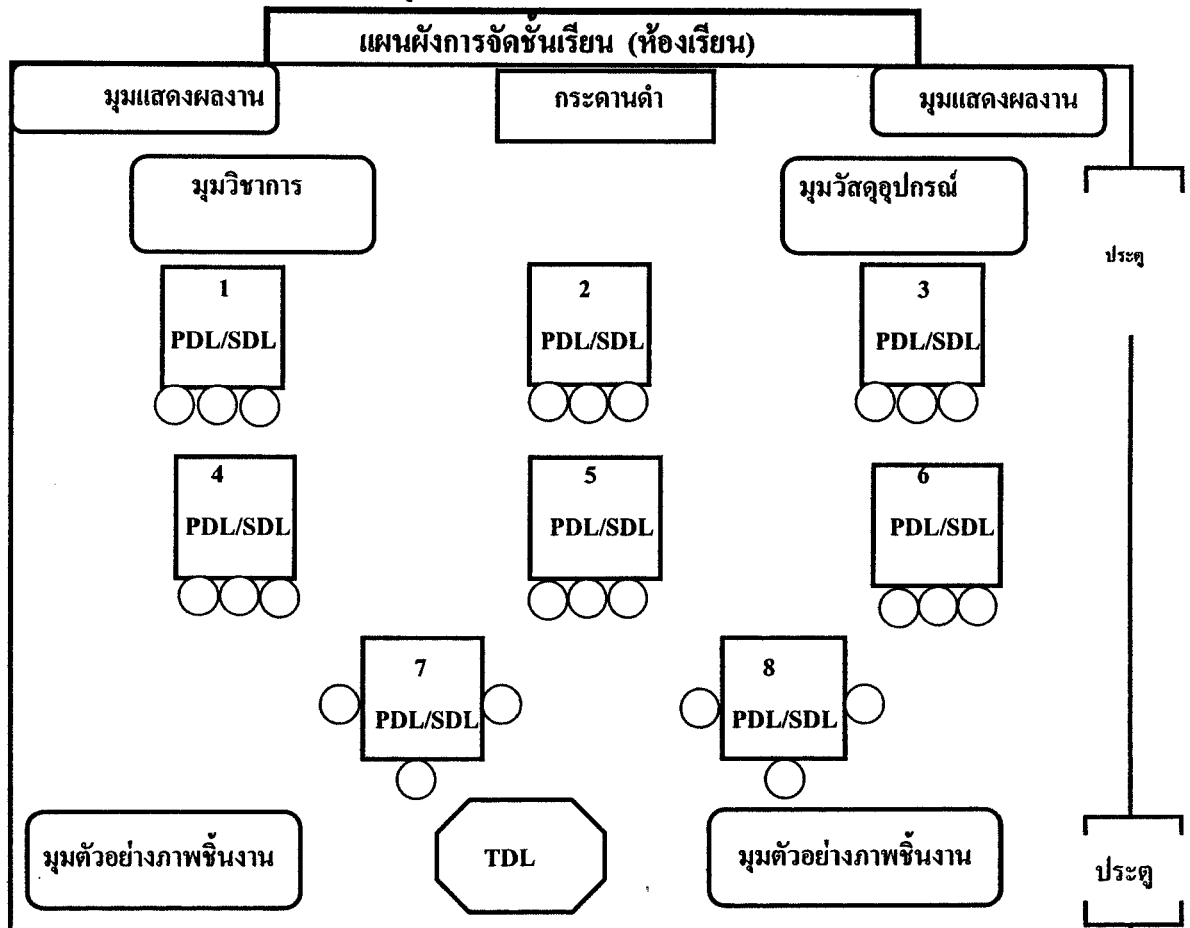 แผนผังการจัดชั้นเรียน (ห้องเรียน)
มุมแสดงผลงาน
กระดานดำ
มุมแสดงผลงาน
มุมวิชาการ
มุมวัสดุอุปกรณ์
ประตู
1
PDL/SDL
2
PDL/SDL
3
PDL/SDL
4
PDL/SDL
5
PDL/SDL
6
PDL/SDL
7
PDL/SDL
8
PDL/SDL
มุมตัวอย่างภาพชิ้นงาน
TDL
มุมตัวอย่างภาพชิ้นงาน
ประตู